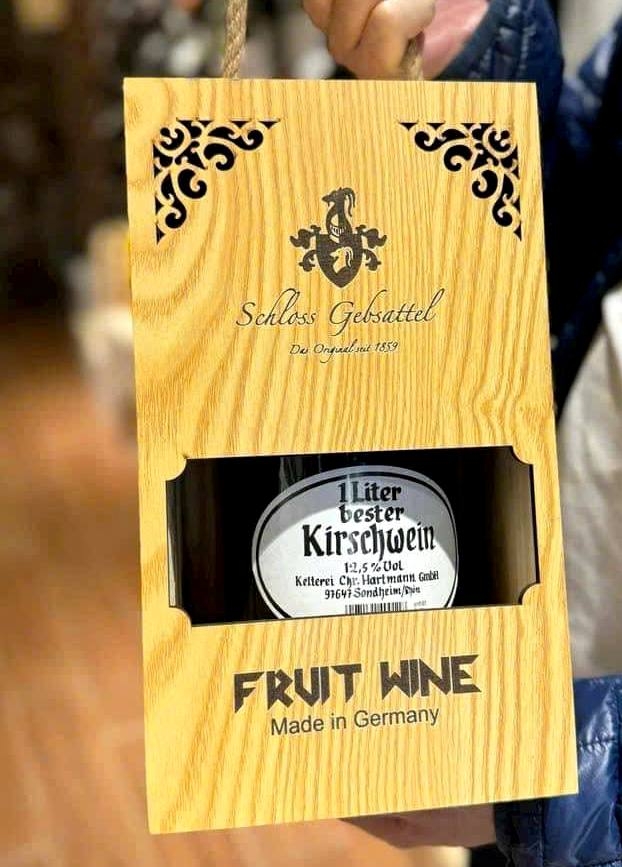 Schloss Gebsattel
Das Original seit 1859
1 Liter
bester
Kirschwein
12,5 % Vol
Kelterei Chr. Hartmann GmbH
97647 Sondheim/Rhön
FRUIT WINE
Made in Germany